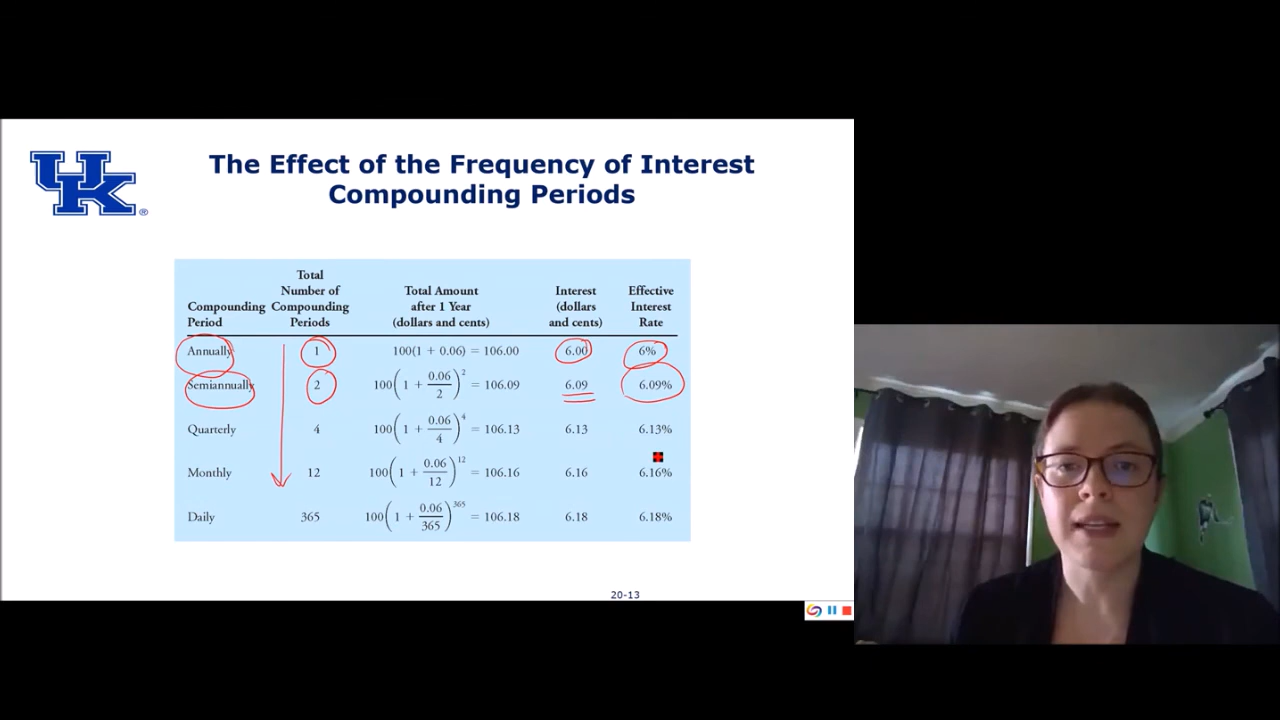 UK®
The Effect of the Frequency of Interest
Compounding Periods
Total
Number of Total Amount Interest Effective
Compounding Compounding after 1 Year (dollars Interest
Period Periods (dollars and cents) and cents) Rate
Annually 1 100(1 + 0.06) = 106.00 6.00 6%
Semiannually 2 100(1 + 0.06/2)² = 106.09 6.09 6.09%
Quarterly 4 100(1 + 0.06/4)⁴ = 106.13 6.13 6.13%
Monthly 12 100(1 + 0.06/12)¹² = 106.16 6.16 6.16%
Daily 365 100(1 + 0.06/365)³⁶⁵ = 106.18 6.18 6.18%
20-13